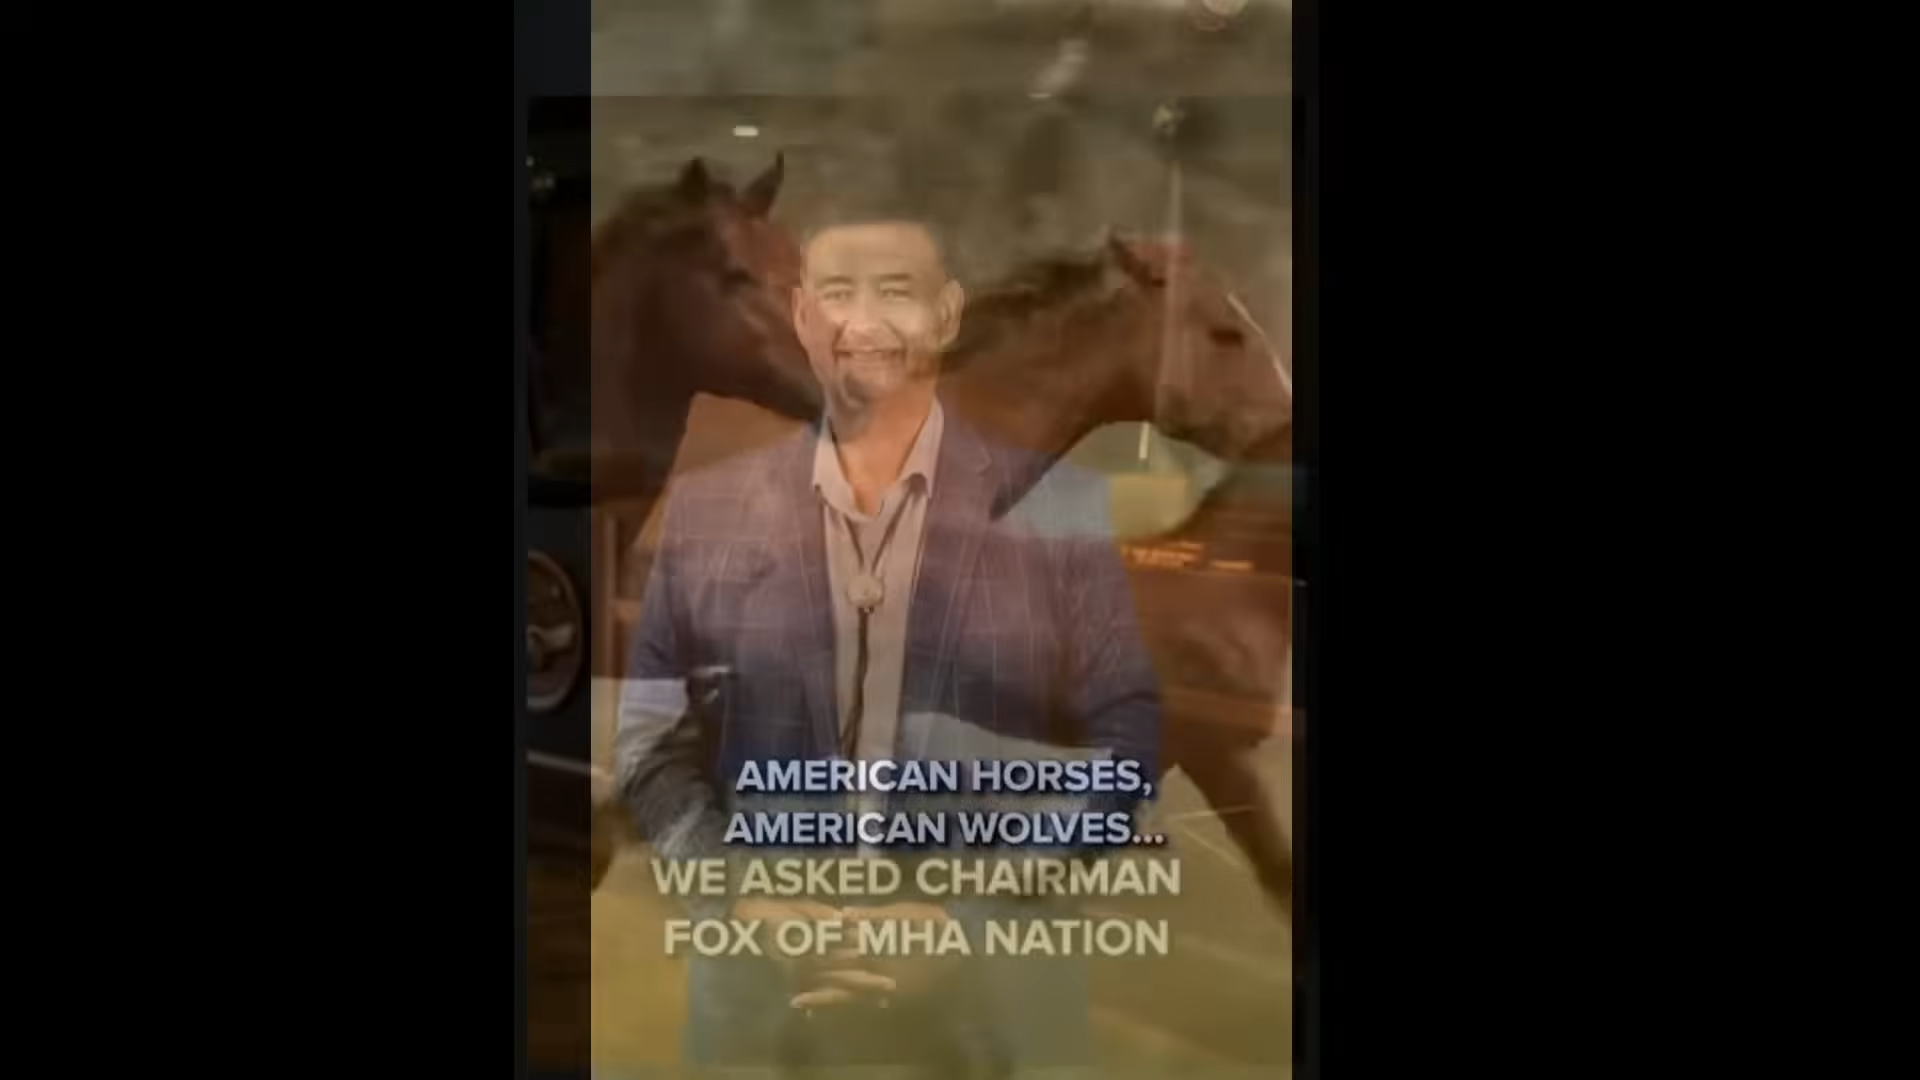 AMERICAN HORSES,
AMERICAN WOLVES...
WE ASKED CHAIRMAN
FOX OF MHA NATION